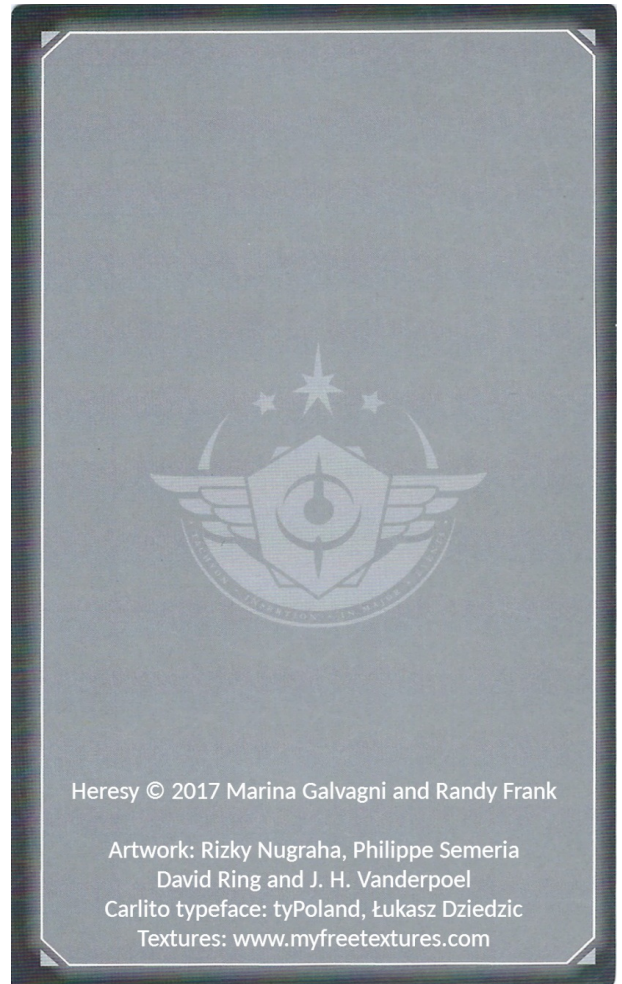 Heresy © 2017 Marina Galvagni and Randy Frank
Artwork: Rizky Nugraha, Philippe Semeria
David Ring and J. H. Vanderpoel
Carlito typeface: tyPoland, Łukasz Dziedzic
Textures: www.myfreetextures.com